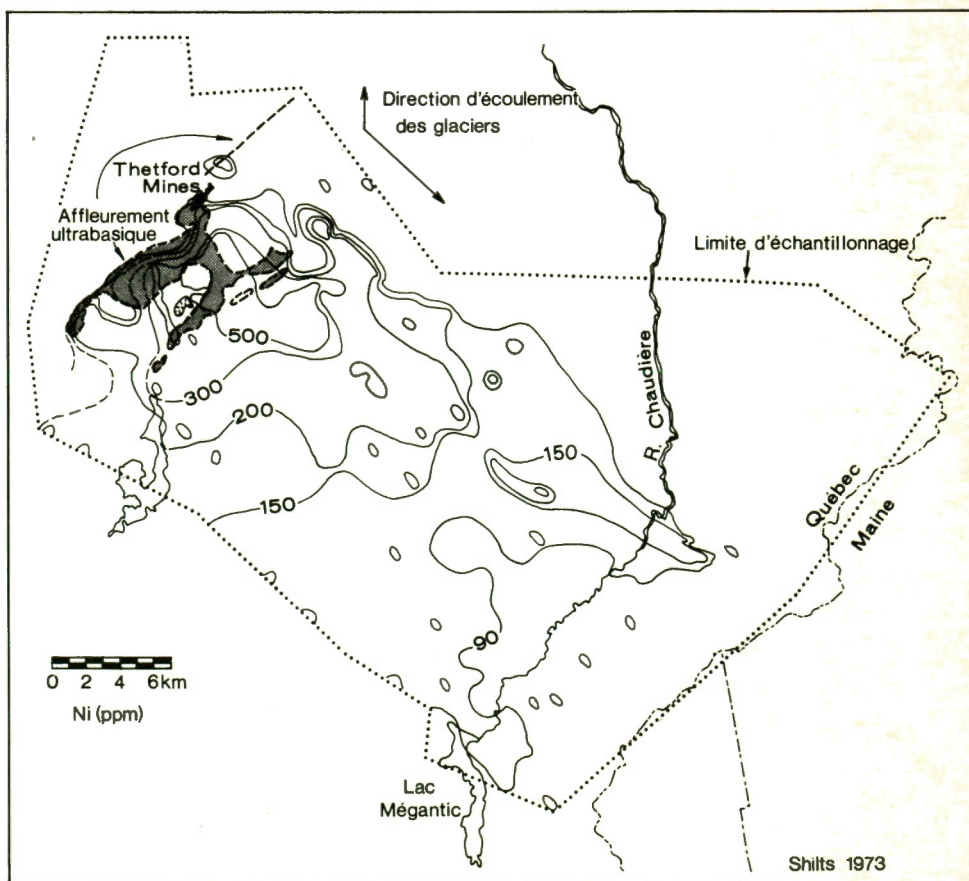 Direction d'écoulement
des glaciers
Thetford
Mines
Affleurement
ultrabasique
Limite d'échantillonnage
R. Chaudière
500
300
200
150
150
90
Québec
Maine
0 2 4 6km
Ni (ppm)
Lac
Mégantic
Shilts 1973